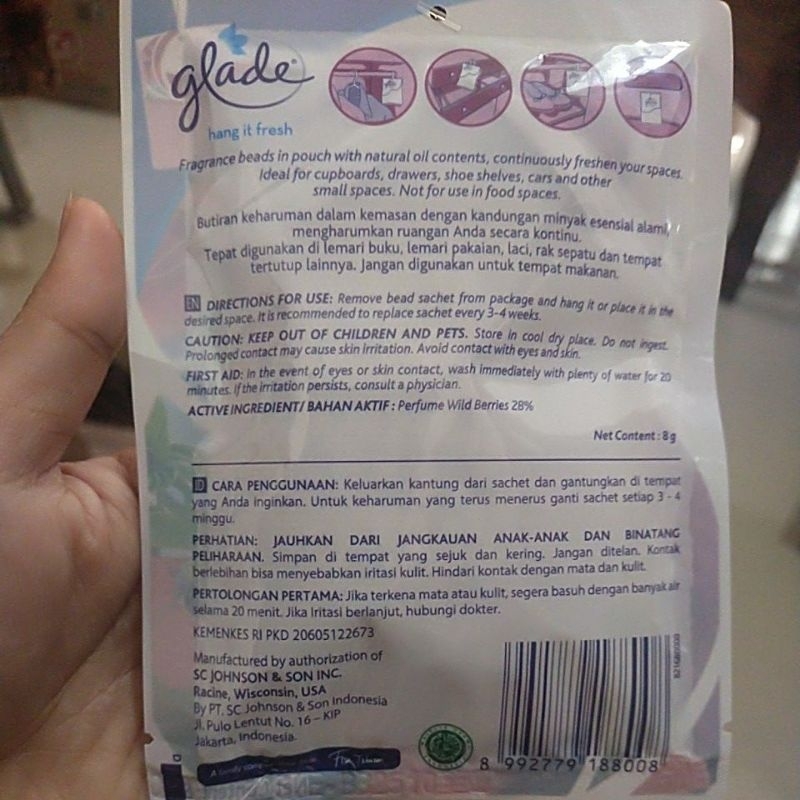 glade
hang it fresh
Fragrance beads in pouch with natural oil contents, continuously freshen your spaces.
Ideal for cupboards, drawers, shoe shelves, cars and other
small spaces. Not for use in food spaces.
Butiran keharuman dalam kemasan dengan kandungan minyak esensial alami,
mengharumkan ruangan Anda secara kontinu.
Tepat digunakan di lemari buku, lemari pakaian, laci, rak sepatu dan tempat
tertutup lainnya. Jangan digunakan untuk tempat makanan.
EN DIRECTIONS FOR USE: Remove bead sachet from package and hang it or place it in the
desired space. It is recommended to replace sachet every 3-4 weeks.
CAUTION: KEEP OUT OF CHILDREN AND PETS. Store in cool dry place. Do not ingest.
Prolonged contact may cause skin irritation. Avoid contact with eyes and skin.
FIRST AID: In the event of eyes or skin contact, wash immediately with plenty of water for 20
minutes. If the irritation persists, consult a physician.
ACTIVE INGREDIENT/ BAHAN AKTIF : Perfume Wild Berries 28%
Net Content : 8 g
D CARA PENGGUNAAN: Keluarkan kantung dari sachet dan gantungkan di tempat
yang Anda inginkan. Untuk keharuman yang terus menerus ganti sachet setiap 3 - 4
minggu.
PERHATIAN: JAUHKAN DARI JANGKAUAN ANAK-ANAK DAN BINATANG
PELIHARAAN. Simpan di tempat yang sejuk dan kering. Jangan ditelan. Kontak
berlebihan bisa menyebabkan iritasi kulit. Hindari kontak dengan mata dan kulit.
PERTOLONGAN PERTAMA: Jika terkena mata atau kulit, segera basuh dengan banyak air
selama 20 menit. Jika Iritasi berlanjut, hubungi dokter.
KEMENKES RI PKD 20605122673
Manufactured by authorization of
SC JOHNSON & SON INC.
Racine, Wisconsin, USA
By PT. SC Johnson & Son Indonesia
Jl. Pulo Lentut No. 16 – KIP
Jakarta, Indonesia.
A family
8 992779 188008